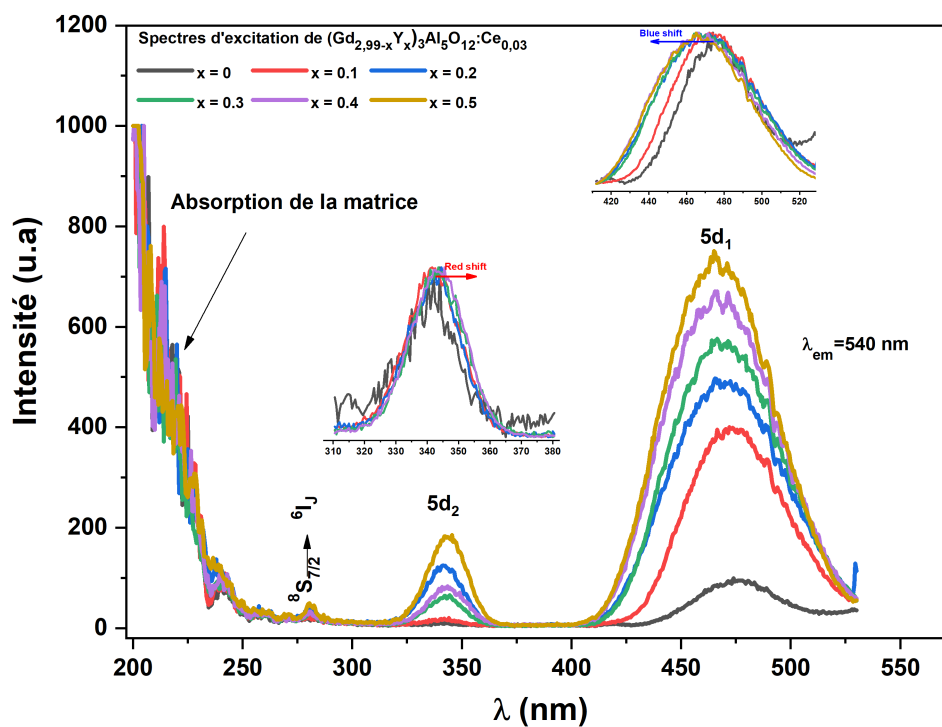 Spectres d'excitation de (Gd2,99-xYx)3Al5O12:Ce0,03
x = 0 x = 0.1 x = 0.2
x = 0.3 x = 0.4 x = 0.5
Blue shift
420 440 460 480 500 520
Absorption de la matrice
5d1
Red shift
λem=540 nm
310 320 330 340 350 360 370 380
5d2
8S7/2 6IJ
1200
1000
800
600
400
200
0
200 250 300 350 400 450 500 550
Intensité (u.a)
λ (nm)